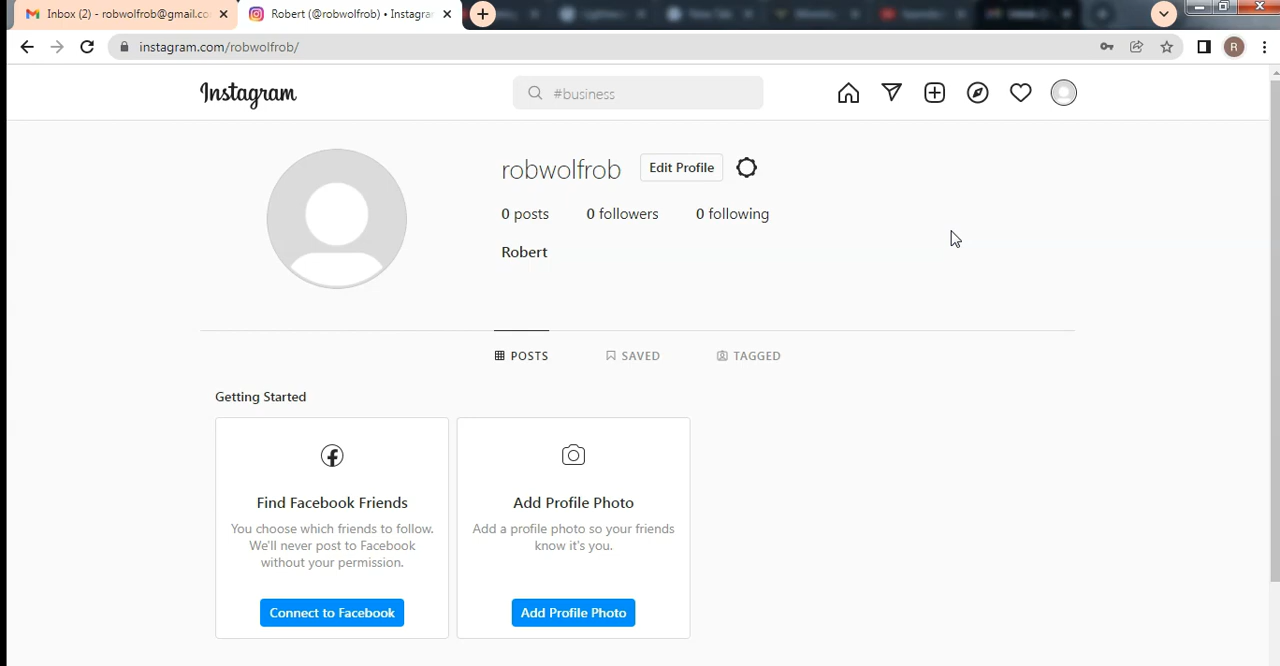 Inbox (2) - robwolfrob@gmail.co
Robert (@robwolfrob) • Instagra
instagram.com/robwolfrob/
R
Instagram
#business
robwolfrob
Edit Profile
0 posts 0 followers 0 following
Robert
POSTS SAVED TAGGED
Getting Started
Find Facebook Friends
You choose which friends to follow.
We'll never post to Facebook
without your permission.
Connect to Facebook
Add Profile Photo
Add a profile photo so your friends
know it's you.
Add Profile Photo